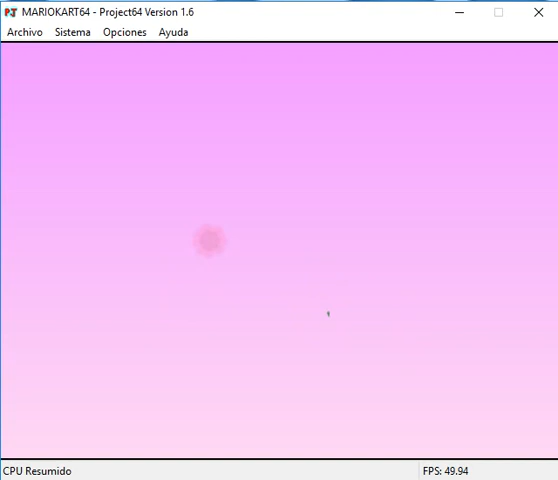 MARIOKART64 - Project64 Version 1.6
Archivo Sistema Opciones Ayuda
CPU Resumido FPS: 49.94